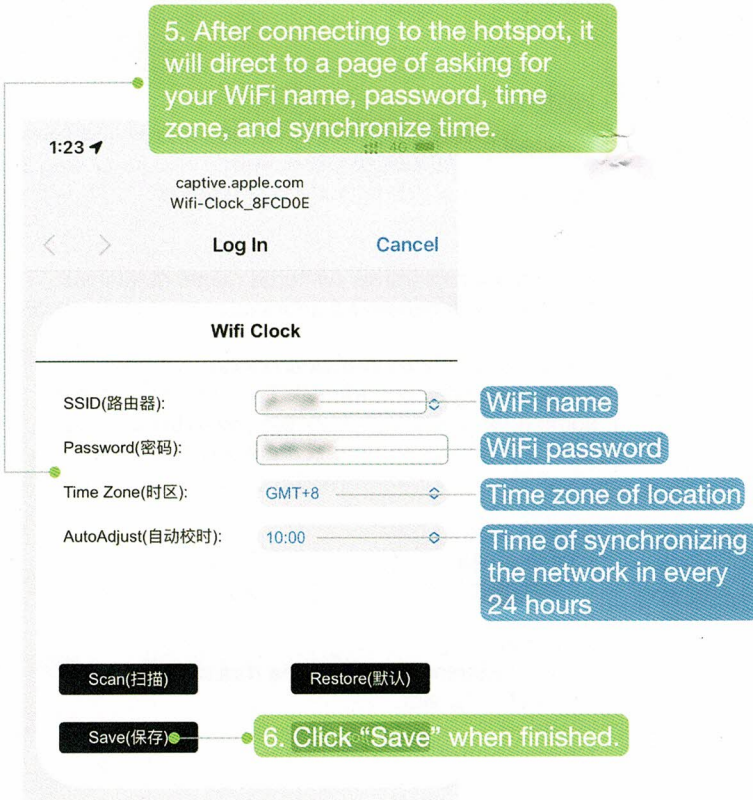 5. After connecting to the hotspot, it
will direct to a page of asking for
your WiFi name, password, time
zone, and synchronize time.
1:23
4G
captive.apple.com
Wifi-Clock_8FCD0E
Log In
Cancel
Wifi Clock
SSID(路由器):
WiFi name
Password(密码):
WiFi password
Time Zone(时区):
GMT+8
Time zone of location
AutoAdjust(自动校时):
10:00
Time of synchronizing
the network in every
24 hours
Scan(扫描)
Restore(默认)
Save(保存)
6. Click “Save” when finished.